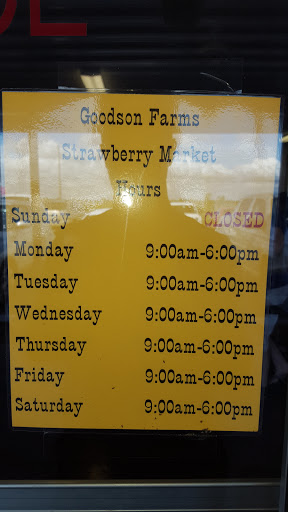 Goodson Farms
Strawberry Market
Hours
Sunday CLOSED
Monday 9:00am-6:00pm
Tuesday 9:00am-6:00pm
Wednesday 9:00am-6:00pm
Thursday 9:00am-6:00pm
Friday 9:00am-6:00pm
Saturday 9:00am-6:00pm